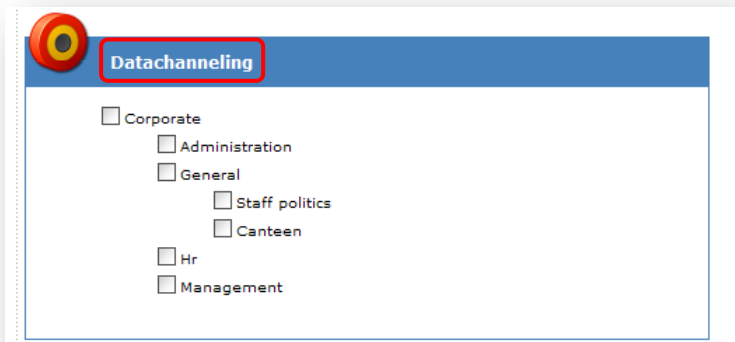 Datachanneling
Corporate
Administration
General
Staff politics
Canteen
Hr
Management